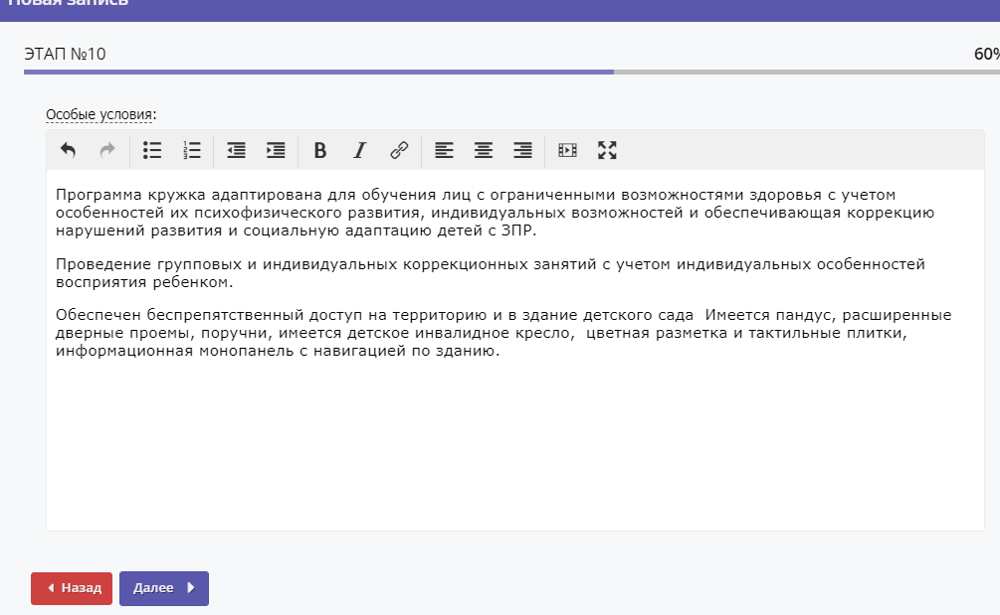 Новая запись
ЭТАП №10
60%
Особые условия:
Программа кружка адаптирована для обучения лиц с ограниченными возможностями здоровья с учетом
особенностей их психофизического развития, индивидуальных возможностей и обеспечивающая коррекцию
нарушений развития и социальную адаптацию детей с ЗПР.
Проведение групповых и индивидуальных коррекционных занятий с учетом индивидуальных особенностей
восприятия ребенком.
Обеспечен беспрепятственный доступ на территорию и в здание детского сада  Имеется пандус, расширенные
дверные проемы, поручни, имеется детское инвалидное кресло,  цветная разметка и тактильные плитки,
информационная монопанель с навигацией по зданию.
Назад
Далее